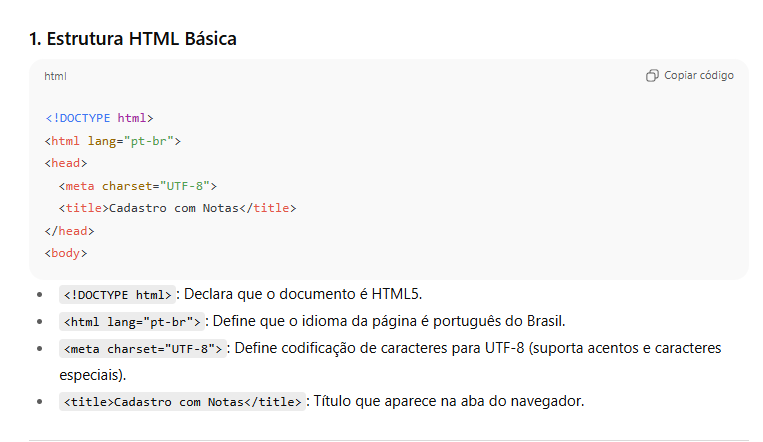 1. Estrutura HTML Básica
html
Copiar código
<!DOCTYPE html>
<html lang="pt-br">
<head>
<meta charset="UTF-8">
<title>Cadastro com Notas</title>
</head>
<body>
<!DOCTYPE html>: Declara que o documento é HTML5.
<html lang="pt-br">: Define que o idioma da página é português do Brasil.
<meta charset="UTF-8">: Define codificação de caracteres para UTF-8 (suporta acentos e caracteres
especiais).
<title>Cadastro com Notas</title>: Título que aparece na aba do navegador.